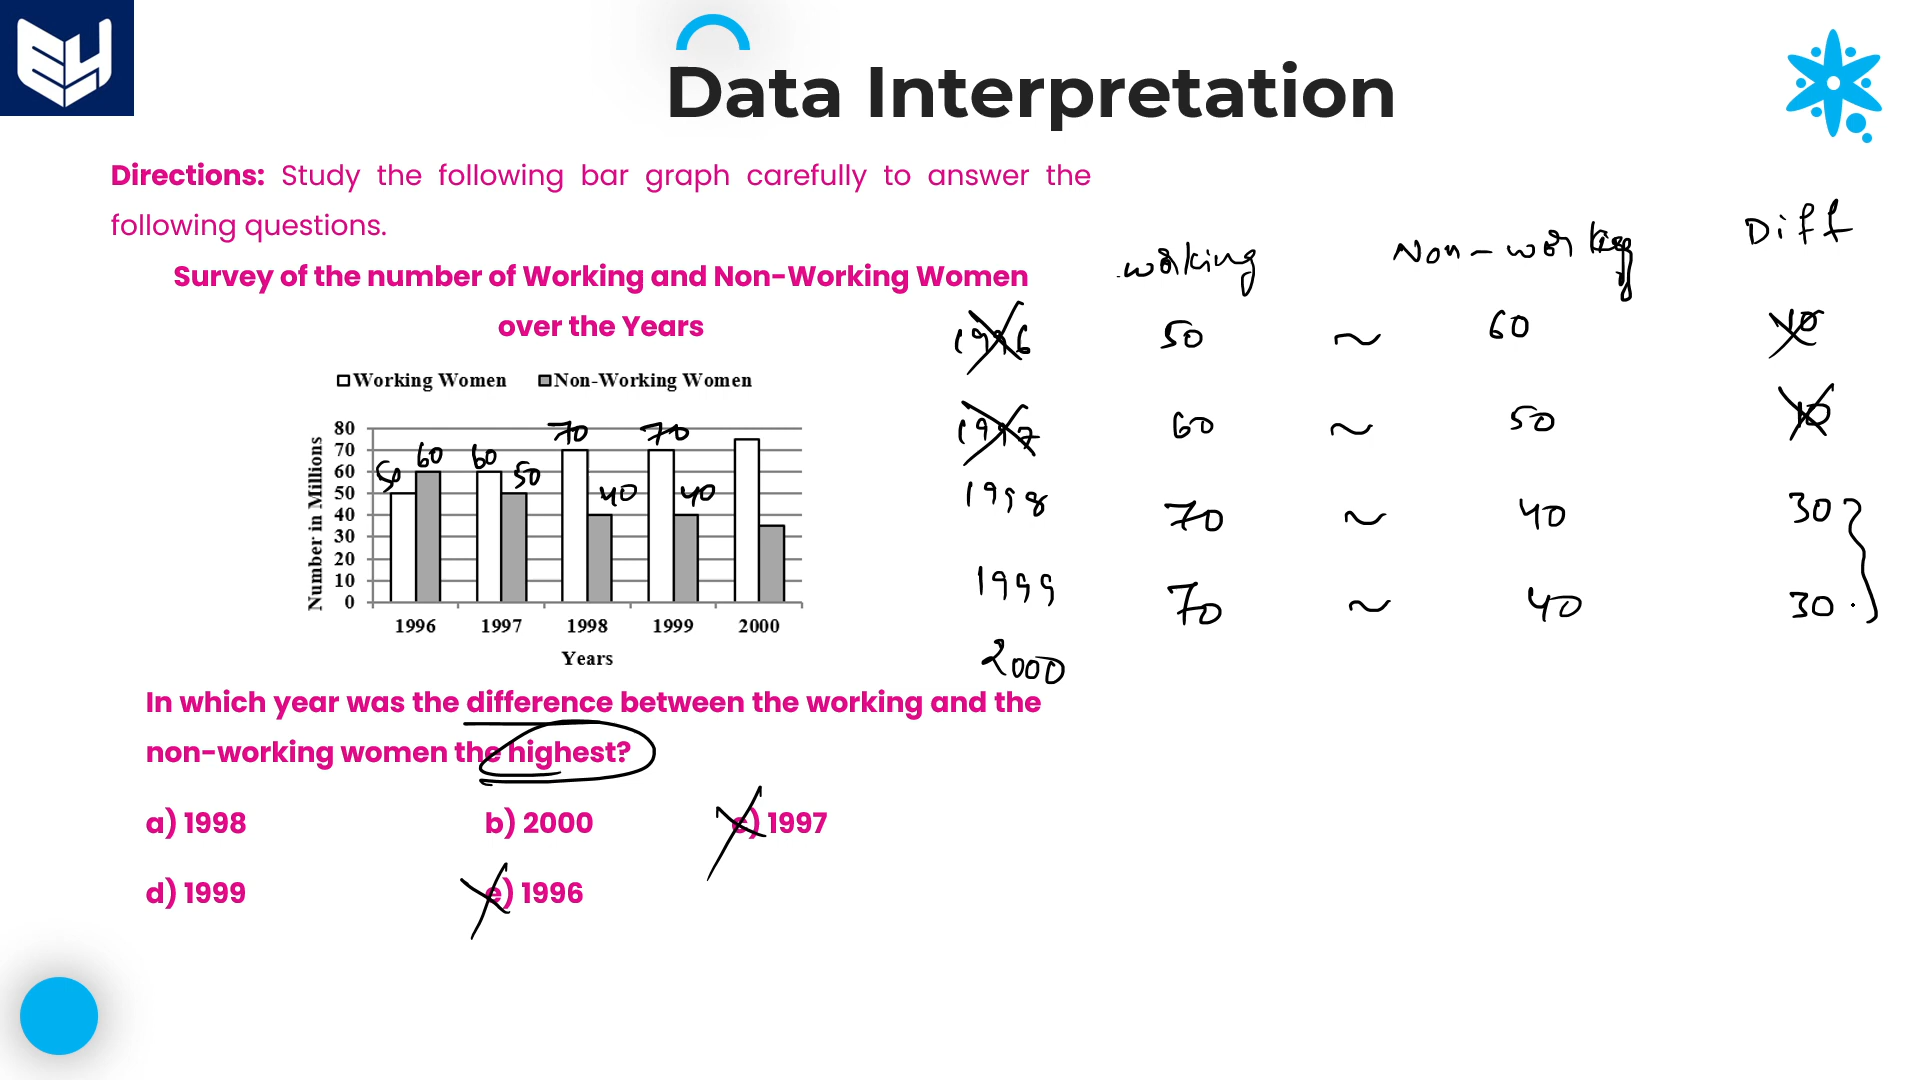 Data Interpretation
Directions: Study the following bar graph carefully to answer the
following questions.
Survey of the number of Working and Non-Working Women
over the Years
Working Women Non-Working Women
Number in Millions
80
70
60
50
40
30
20
10
0
50 60 60 50 70 40 70 40
1996 1997 1998 1999 2000
Years
working Non-working Diff
1996 50 ~ 60 10
1997 60 ~ 50 10
1998 70 ~ 40 30
1999 70 ~ 40 30
2000
In which year was the difference between the working and the
non-working women the highest?
a) 1998 b) 2000 c) 1997
d) 1999 e) 1996